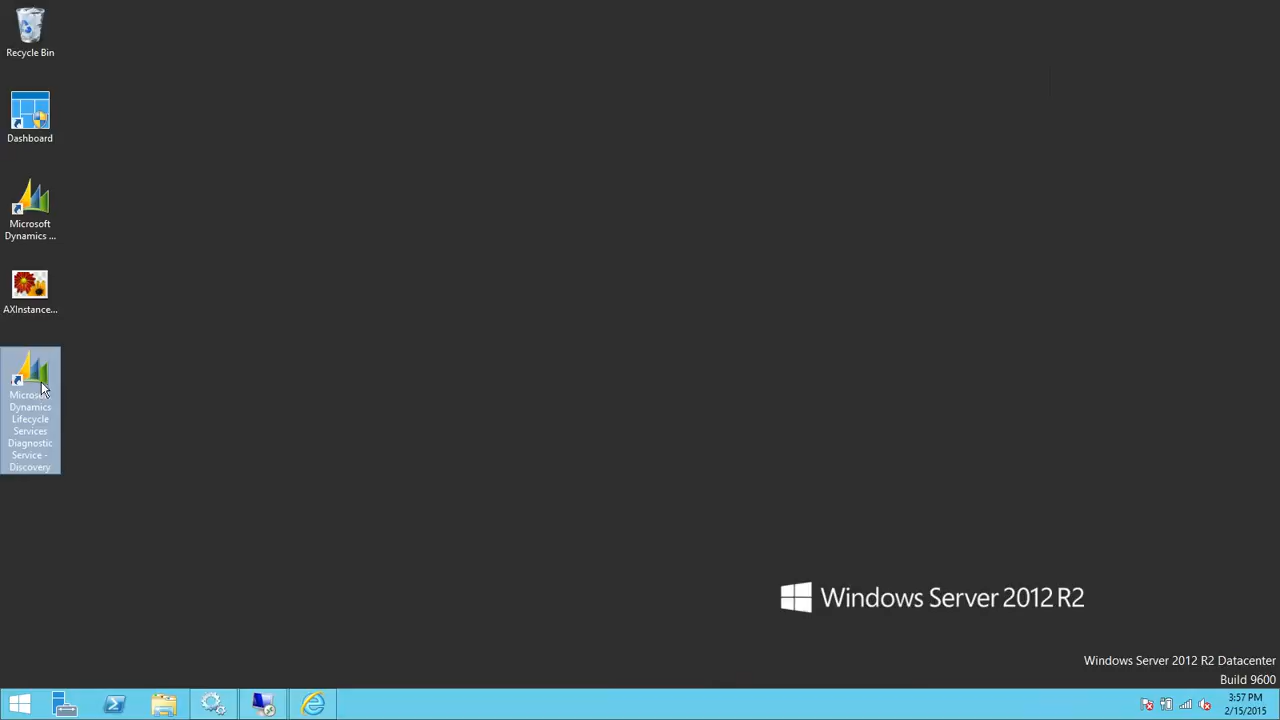 Recycle Bin
Dashboard
Microsoft
Dynamics ...
AXInstance...
Microsoft
Dynamics
Lifecycle
Services
Diagnostic
Service -
Discovery
Windows Server 2012 R2
Windows Server 2012 R2 Datacenter
Build 9600
3:57 PM
2/15/2015